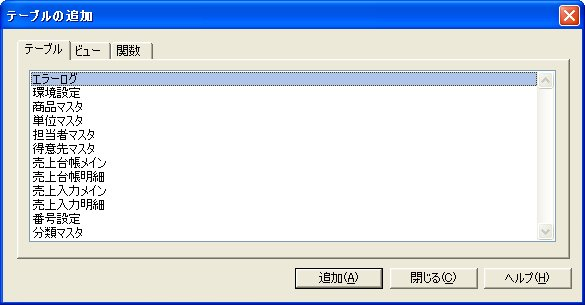 テーブルの追加
テーブル ビュー 関数
エラーログ
環境設定
商品マスタ
単位マスタ
担当者マスタ
得意先マスタ
売上台帳メイン
売上台帳明細
売上入力メイン
売上入力明細
番号設定
分類マスタ
追加(A) 閉じる(C) ヘルプ(H)